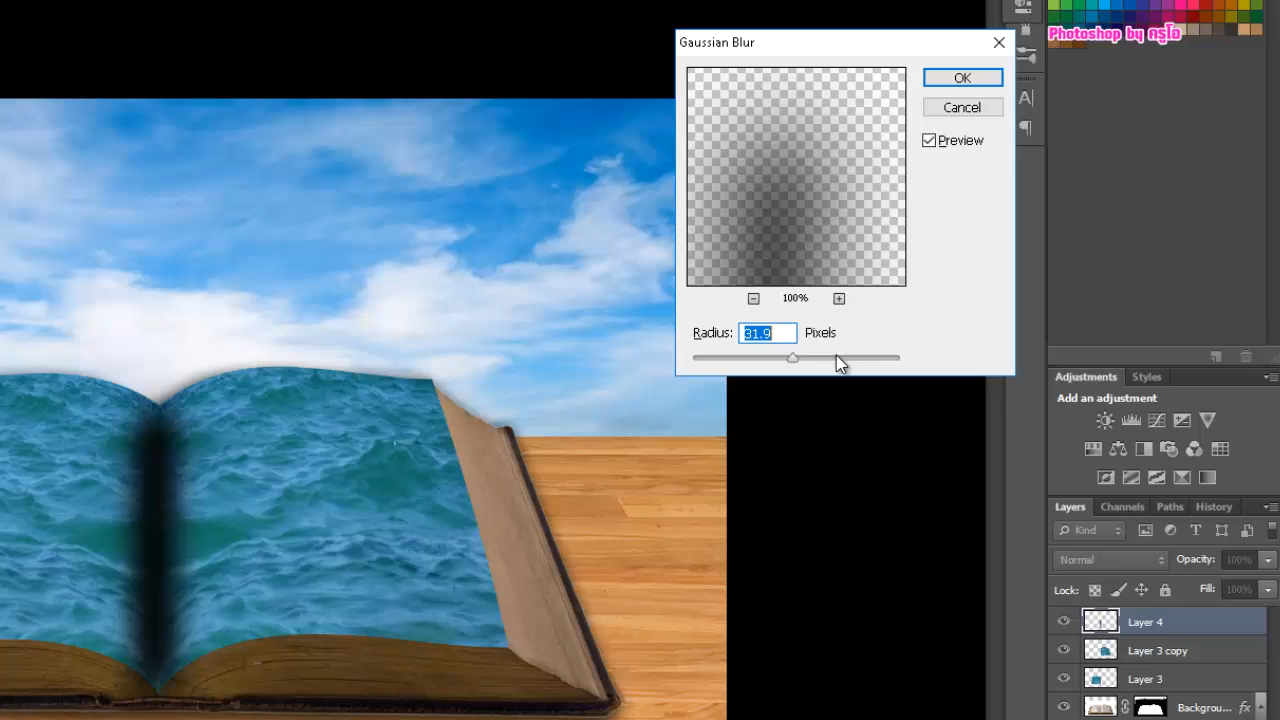 Photoshop by ครูโอ
Gaussian Blur
OK
Cancel
Preview
100%
Radius: 31.9 Pixels
Adjustments Styles
Add an adjustment
Layers Channels Paths History
Kind
Normal Opacity: 100%
Lock: Fill: 100%
Layer 4
Layer 3 copy
Layer 3
Backgrou... fx